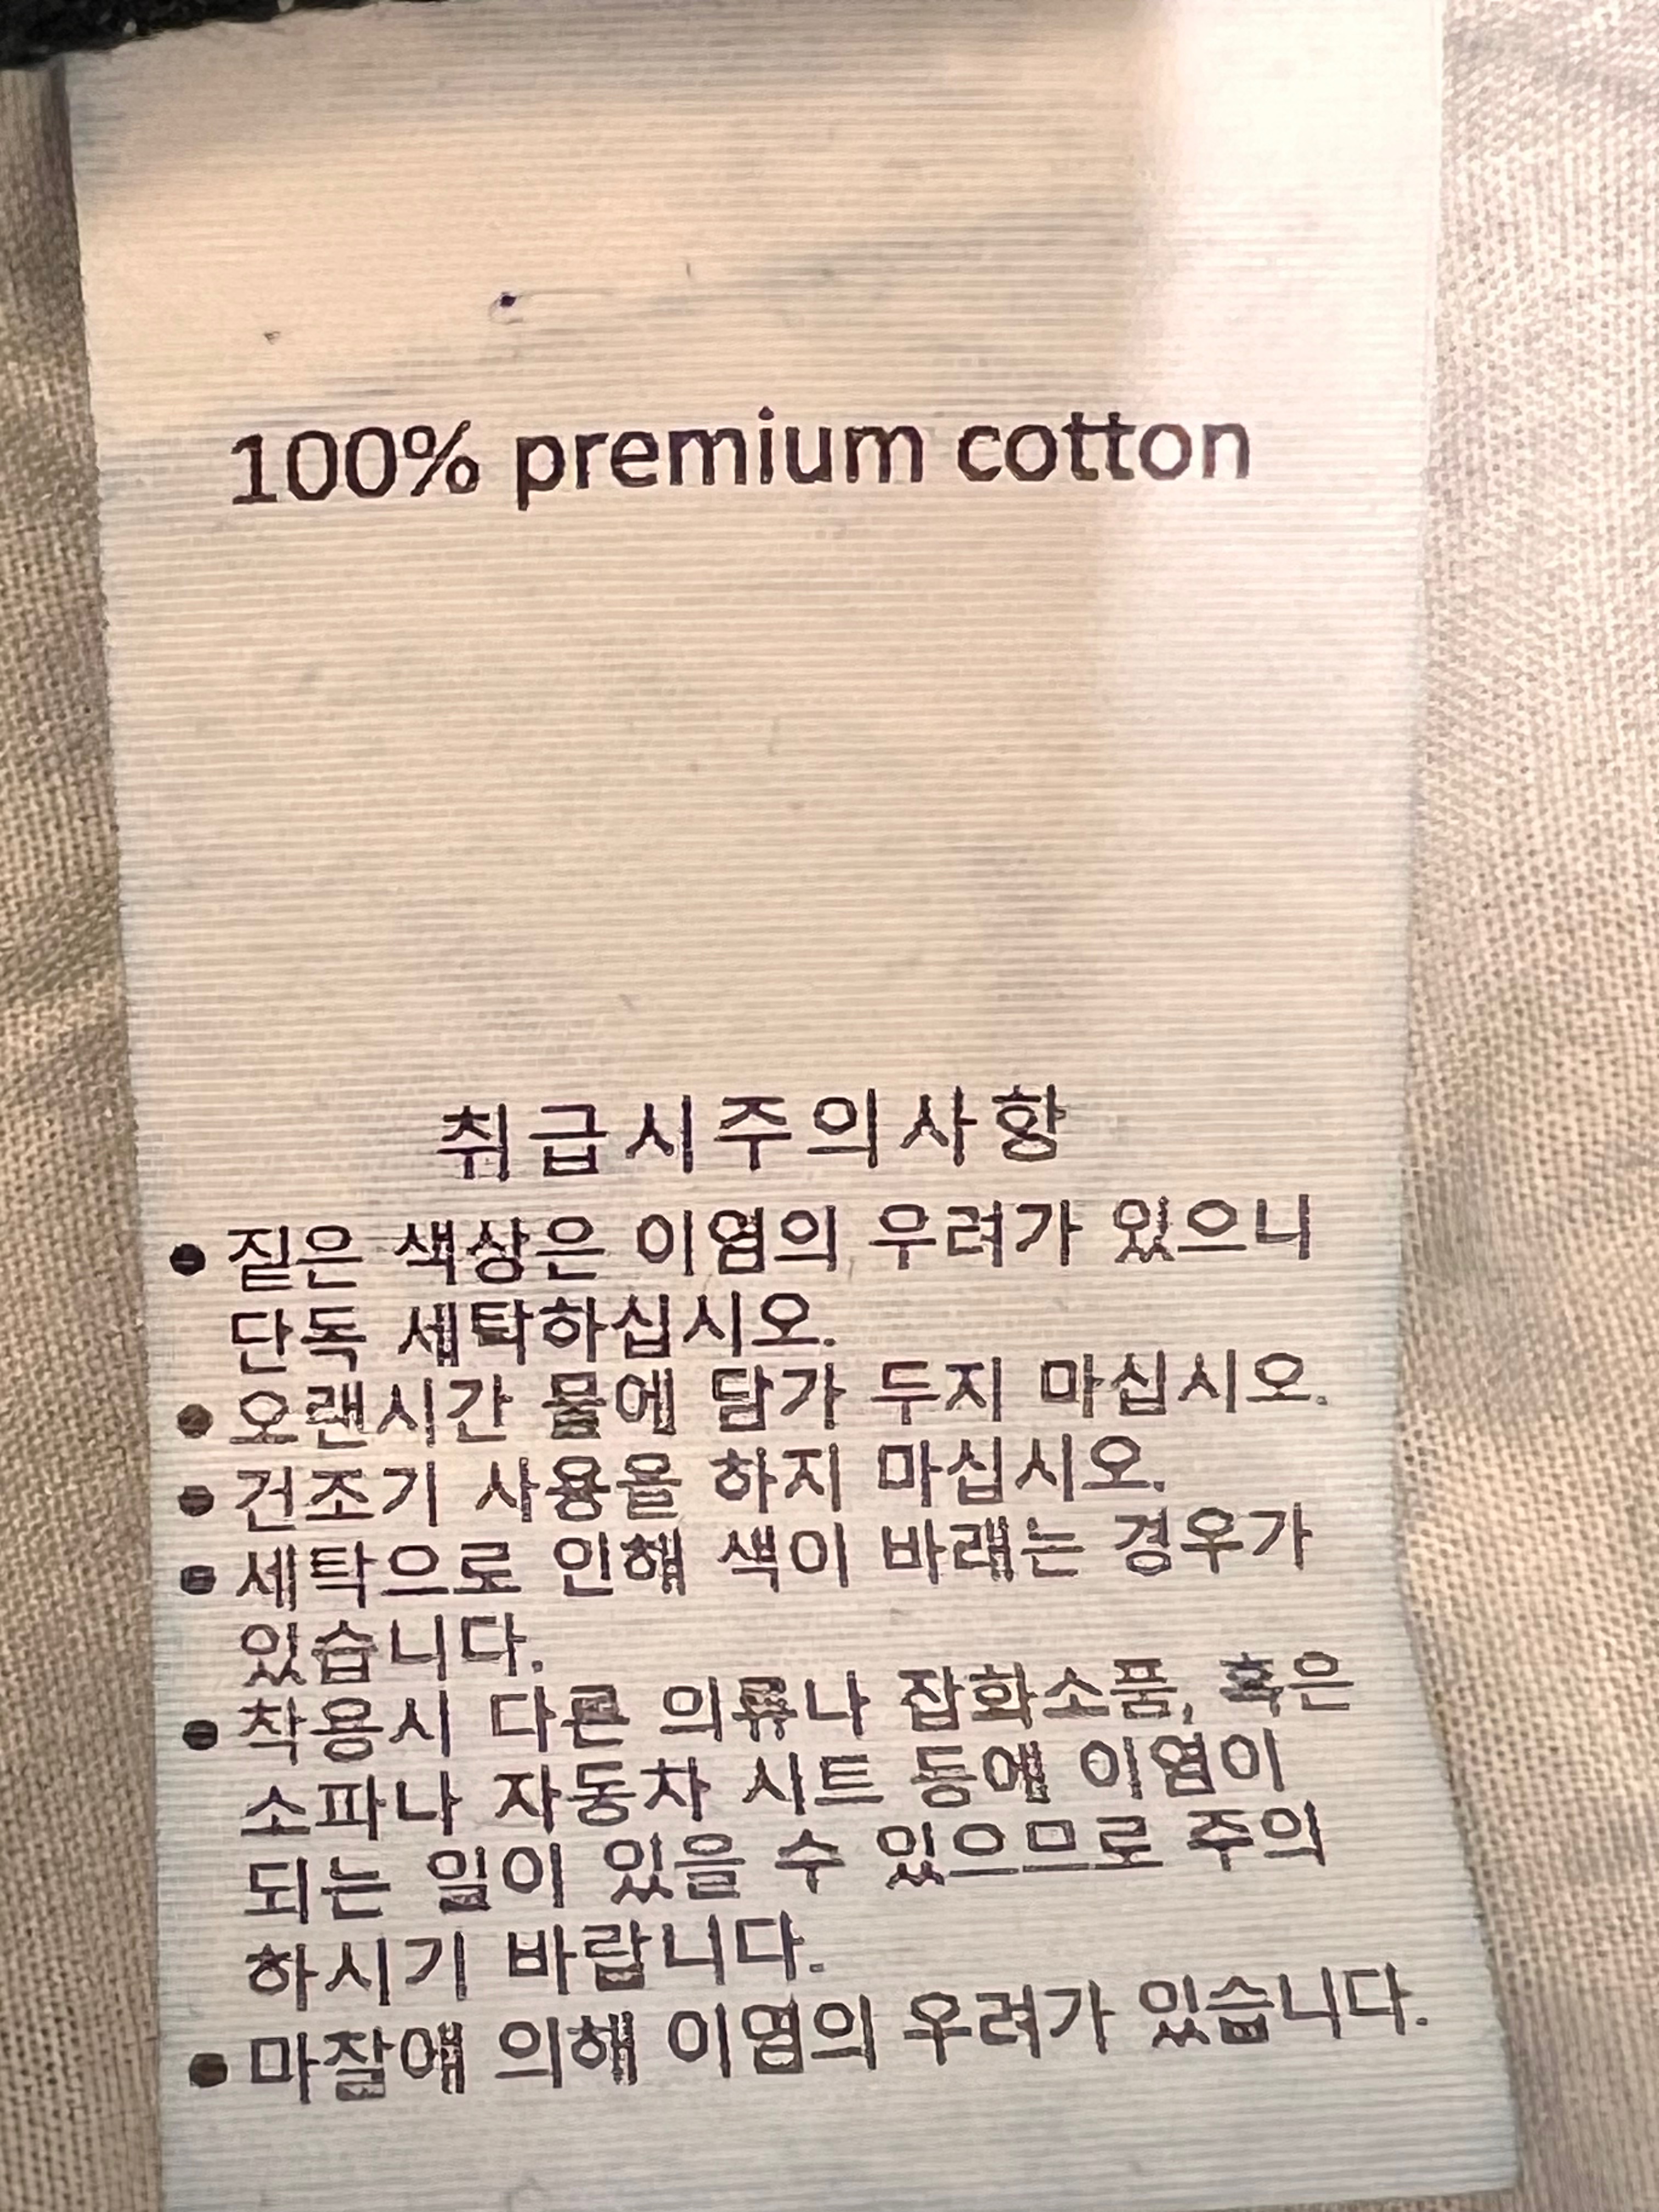 100% premium cotton
취급시주의사항
● 짙은 색상은 이염의 우려가 있으니
단독 세탁하십시오.
● 오랜시간 물에 담가 두지 마십시오.
● 건조기 사용을 하지 마십시오.
● 세탁으로 인해 색이 바래는 경우가
있습니다.
● 착용시 다른 의류나 잡화소품, 혹은
소파나 자동차 시트 등에 이염이
되는 일이 있을 수 있으므로 주의
하시기 바랍니다.
● 마찰에 의해 이염의 우려가 있습니다.